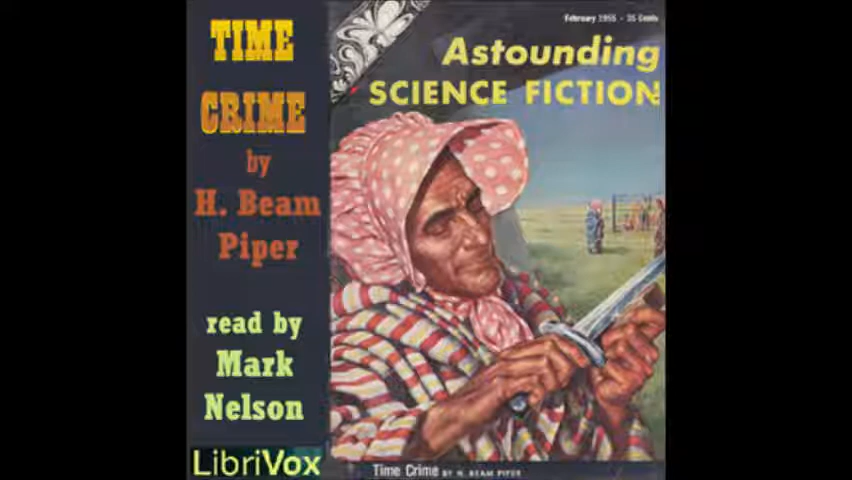 TIME
CRIME
by
H. Beam
Piper
read by
Mark
Nelson
LibriVox
February 1955 - 35 Cents
Astounding
SCIENCE FICTION
Time Crime BY H. BEAM PIPER